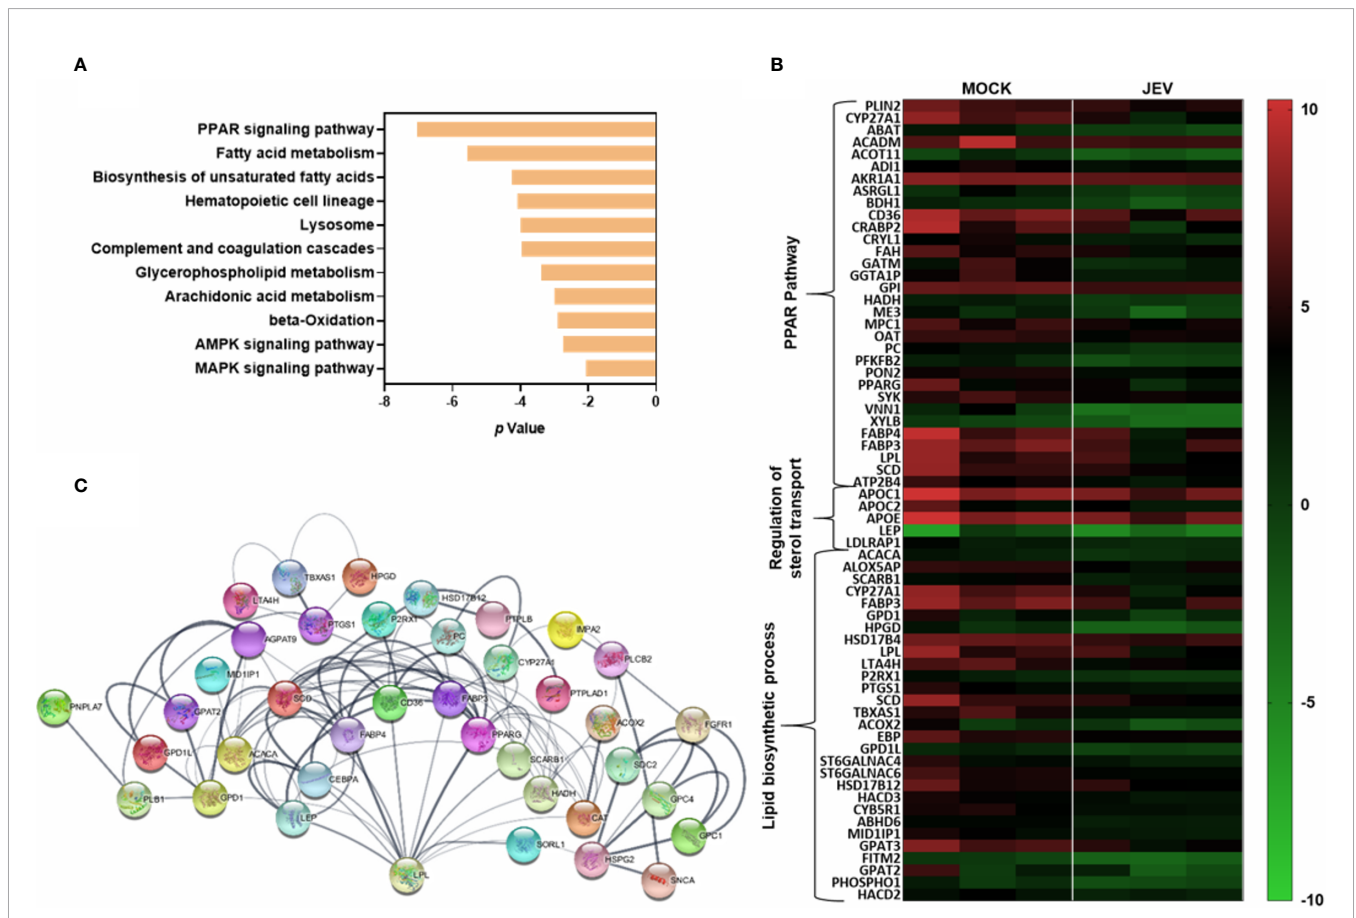 A
PPAR signaling pathway
Fatty acid metabolism
Biosynthesis of unsaturated fatty acids
Hematopoietic cell lineage
Lysosome
Complement and coagulation cascades
Glycerophospholipid metabolism
Arachidonic acid metabolism
beta-Oxidation
AMPK signaling pathway
MAPK signaling pathway
-8 -6 -4 -2 0
p Value
B
MOCK JEV
PPAR Pathway
Regulation of
sterol transport
Lipid biosynthetic process
PLIN2
CYP27A1
ABAT
ACADM
ACOT11
ADI1
AKR1A1
ASRGL1
BDH1
CD36
CRABP2
CRYL1
FAH
GATM
GGTA1P
GPI
HADH
ME3
MPC1
OAT
PC
PFKFB2
PON2
PPARG
SYK
VNN1
XYLB
FABP4
FABP3
LPL
SCD
ATP2B4
APOC1
APOC2
APOE
LEP
LDLRAP1
ACACA
ALOX5AP
SCARB1
CYP27A1
FABP3
GPD1
HPGD
HSD17B4
LPL
LTA4H
P2RX1
PTGS1
SCD
TBXAS1
ACOX2
EBP
GPD1L
ST6GALNAC4
ST6GALNAC6
HSD17B12
HACD3
CYB5R1
ABHD6
MID1IP1
GPAT3
FITM2
GPAT2
PHOSPHO1
HACD2
10
5
0
-5
-10
C
TBXAS1
HPGD
LTA4H
HSD17B12
PTGS1
P2RX1
PTPLB
AGPAT9
PC
IMPA2
MID1IP1
CYP27A1
PLCB2
PNPLA7
GPAT2
SCD
CD36
FABP3
PTPLAD1
GPD1L
ACACA
FABP4
PPARG
ACOX2
FGFR1
SCARB1
SDC2
CEBPA
PLB1
GPD1
HADH
GPC4
LEP
CAT
GPC1
SORL1
HSPG2
LPL
SNCA